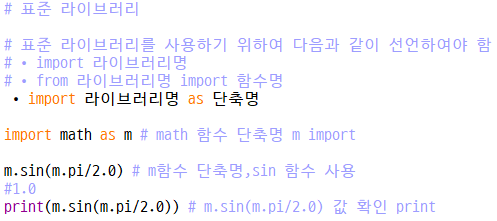 # 표준 라이브러리
# 표준 라이브러리를 사용하기 위하여 다음과 같이 선언하여야 함
# • import 라이브러리명
# • from 라이브러리명 import 함수명
• import 라이브러리명 as 단축명
import math as m # math 함수 단축명 m import
m.sin(m.pi/2.0) # m함수 단축명,sin 함수 사용
#1.0
print(m.sin(m.pi/2.0)) # m.sin(m.pi/2.0) 값 확인 print